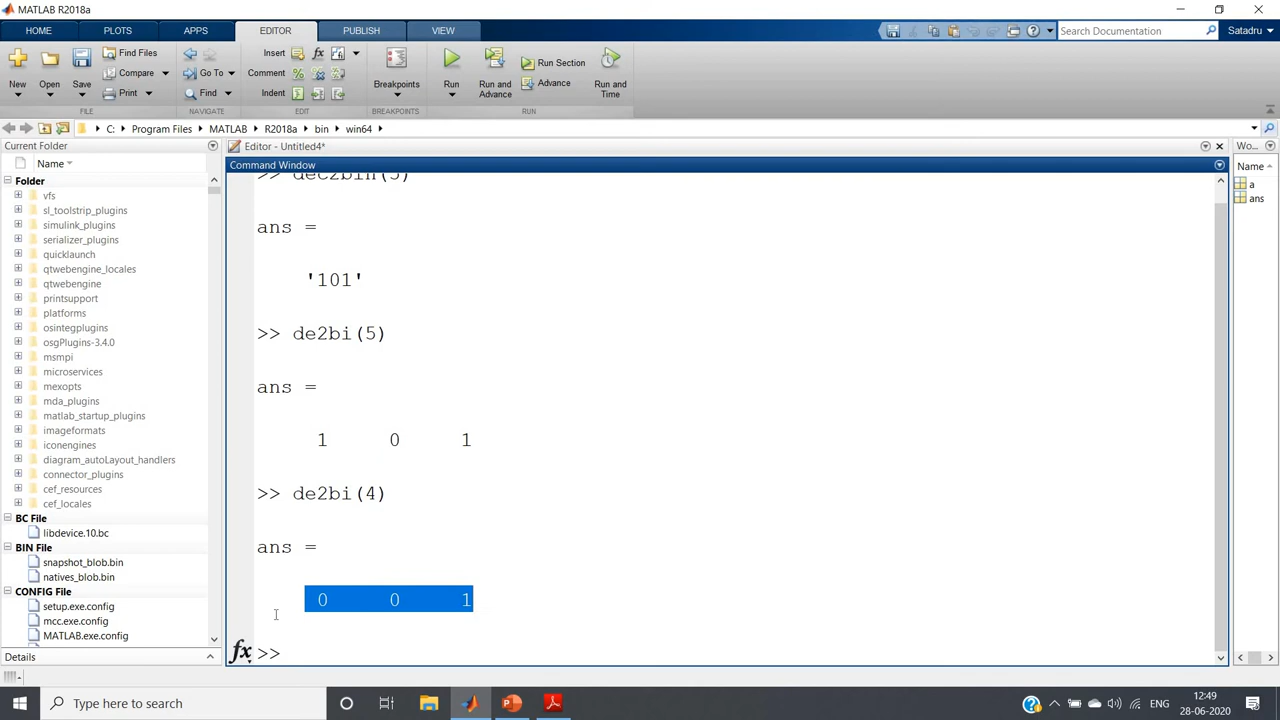 MATLAB R2018a
HOME PLOTS APPS EDITOR PUBLISH VIEW
Search Documentation Satadru
New Open Save Find Files Compare Print
Go To Find
Insert fx
Comment
Indent
Breakpoints
Run Run and Advance Run Section Advance Run and Time
FILE NAVIGATE EDIT BREAKPOINTS RUN
C: Program Files MATLAB R2018a bin win64
Current Folder
Name
Folder
vfs
sl_toolstrip_plugins
simulink_plugins
serializer_plugins
quicklaunch
qtwebengine_locales
qtwebengine
printsupport
platforms
osintegplugins
osgPlugins-3.4.0
msmpi
microservices
mexopts
mda_plugins
matlab_startup_plugins
imageformats
iconengines
diagram_autoLayout_handlers
connector_plugins
cef_resources
cef_locales
BC File
libdevice.10.bc
BIN File
snapshot_blob.bin
natives_blob.bin
CONFIG File
setup.exe.config
mcc.exe.config
MATLAB.exe.config
Details
Editor - Untitled4*
Command Window
>> dec2bin(5)
ans =
'101'
>> de2bi(5)
ans =
1 0 1
>> de2bi(4)
ans =
0 0 1
fx >>
Wo...
Name
a
ans
Type here to search
ENG
12:49
28-06-2020